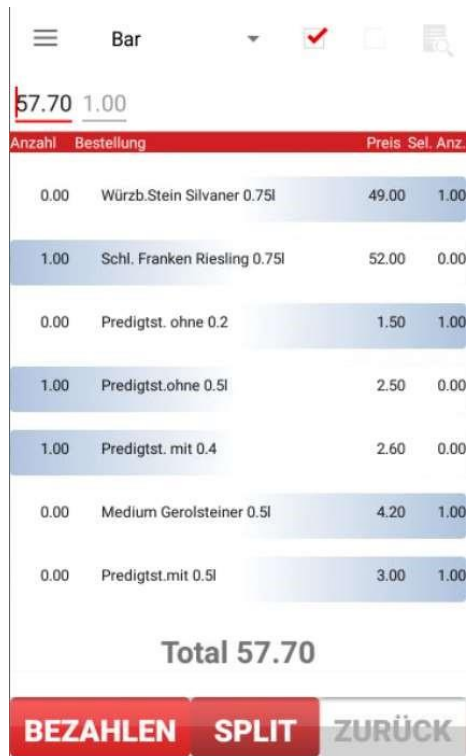 Bar
57.70 1.00
Anzahl Bestellung Preis Sel. Anz.
0.00 Würzb.Stein Silvaner 0.75l 49.00 1.00
1.00 Schl. Franken Riesling 0.75l 52.00 0.00
0.00 Predigtst. ohne 0.2 1.50 1.00
1.00 Predigtst.ohne 0.5l 2.50 0.00
1.00 Predigtst. mit 0.4 2.60 0.00
0.00 Medium Gerolsteiner 0.5l 4.20 1.00
0.00 Predigtst.mit 0.5l 3.00 1.00
Total 57.70
BEZAHLEN SPLIT ZURÜCK